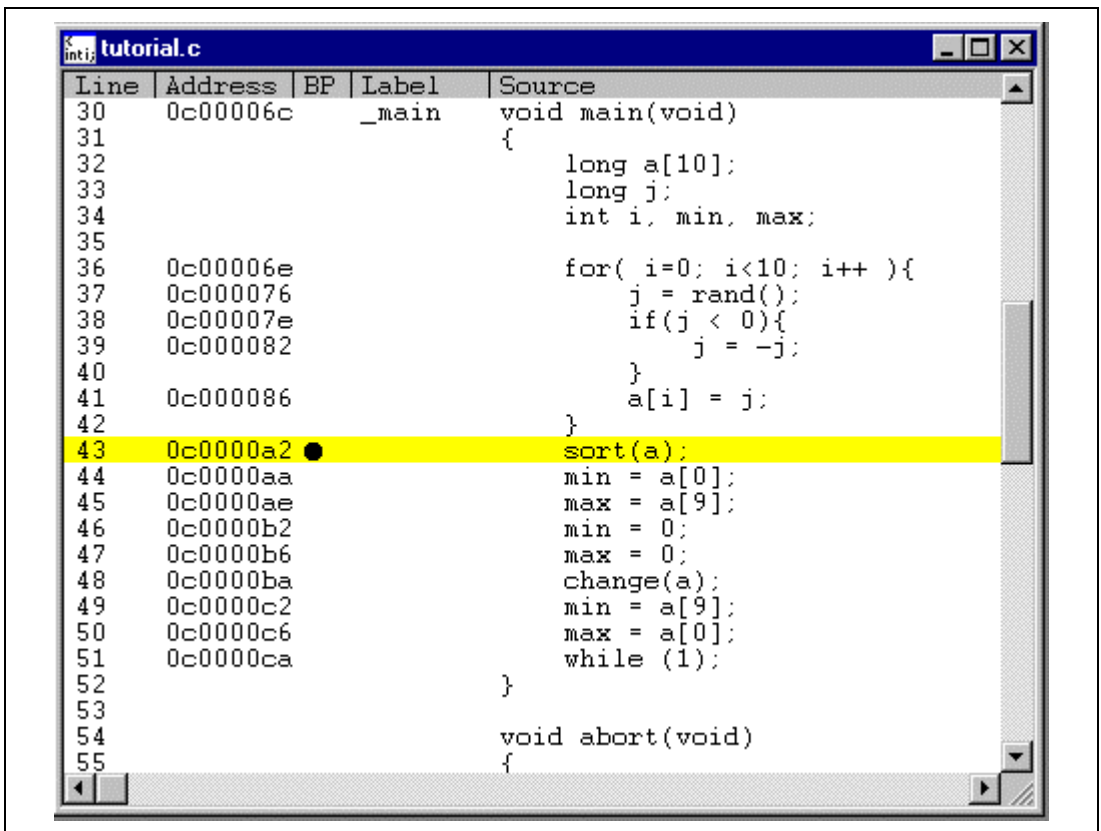 inti; tutorial.c
Line Address BP Label Source
30 0c00006c _main void main(void)
31 {
32 long a[10];
33 long j;
34 int i, min, max;
35
36 0c00006e for( i=0; i<10; i++ ){
37 0c000076 j = rand();
38 0c00007e if(j < 0){
39 0c000082 j = -j;
40 }
41 0c000086 a[i] = j;
42 }
43 0c0000a2 sort(a);
44 0c0000aa min = a[0];
45 0c0000ae max = a[9];
46 0c0000b2 min = 0;
47 0c0000b6 max = 0;
48 0c0000ba change(a);
49 0c0000c2 min = a[9];
50 0c0000c6 max = a[0];
51 0c0000ca while (1);
52 }
53
54 void abort(void)
55 {